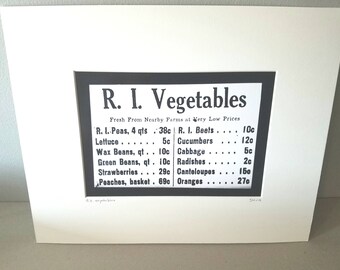 R. I. Vegetables
Fresh From Nearby Farms at Very Low Prices
R. I. Peas, 4 qts . 38c
Lettuce . . . . . 5c
Wax Beans, qt . . 10c
Green Beans, qt . 10c
Strawberries . . . 29c
Peaches, basket . 69c
R. I. Beets . . . . 10c
Cucumbers . . . . 12c
Cabbage . . . . . 5c
Radishes . . . . . 2c
Canteloupes . . . 15c
Oranges . . . . . 27c